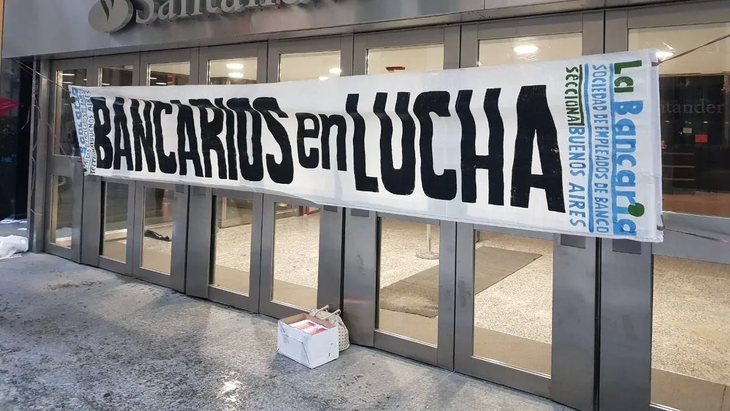 Santander
BANCARIOS en LUCHA
SECCIONAL BUENOS AIRES
SOCIEDAD DE EMPLEADOS DE BANCO
La Bancaria
Santander